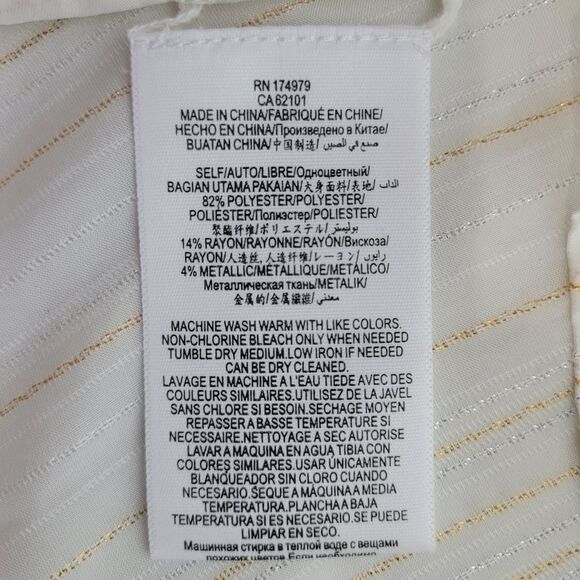 RN 174979
CA 62101
MADE IN CHINA/FABRIQUÉ EN CHINE/
HECHO EN CHINA/Произведено в Китае/
BUATAN CHINA/中国制造/ صنع في الصين
SELF/AUTO/LIBRE/Одноцветный/
BAGIAN UTAMA PAKAIAN/大身面料/表地/ الذات
82% POLYESTER/POLYESTER/
POLIÉSTER/Полиэстер/POLIESTER/
聚酯纤维/ポリエステル/ بوليستر
14% RAYON/RAYONNE/RAYÓN/Вискоза/
RAYON/人造丝, 人造纤维/レーヨン/ رايون
4% METALLIC/MÉTALLIQUE/METÁLICO/
Металлическая ткань/METALIK/
金属的/金属繊維/ معدني
MACHINE WASH WARM WITH LIKE COLORS.
NON-CHLORINE BLEACH ONLY WHEN NEEDED
TUMBLE DRY MEDIUM.LOW IRON IF NEEDED
CAN BE DRY CLEANED.
LAVAGE EN MACHINE A L'EAU TIEDE AVEC DES
COULEURS SIMILAIRES.UTILISEZ DE LA JAVEL
SANS CHLORE SI BESOIN.SECHAGE MOYEN
REPASSER A BASSE TEMPERATURE SI
NECESSAIRE.NETTOYAGE A SEC AUTORISE
LAVAR A MAQUINA EN AGUA TIBIA CON
COLORES SIMILARES.USAR ÚNICAMENTE
BLANQUEADOR SIN CLORO CUANDO
NECESARIO.SEQUE A MÁQUINA A MEDIA
TEMPERATURA.PLANCHA A BAJA
TEMPERATURA SI ES NECESARIO.SE PUEDE
LIMPIAR EN SECO.
Машинная стирка в теплой воде с вещами
похожих цветов Если необходимо